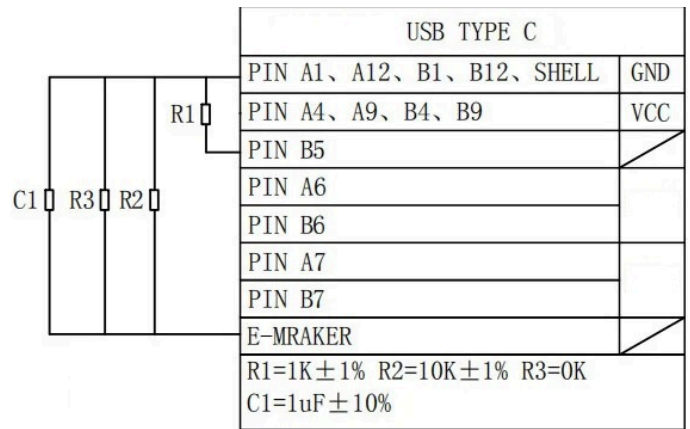 USB TYPE C
PIN A1、A12、B1、B12、SHELL GND
R1 PIN A4、A9、B4、B9 VCC
PIN B5
PIN A6
C1 R3 R2
PIN B6
PIN A7
PIN B7
E-MRAKER
R1=1K±1% R2=10K±1% R3=0K
C1=1uF±10%